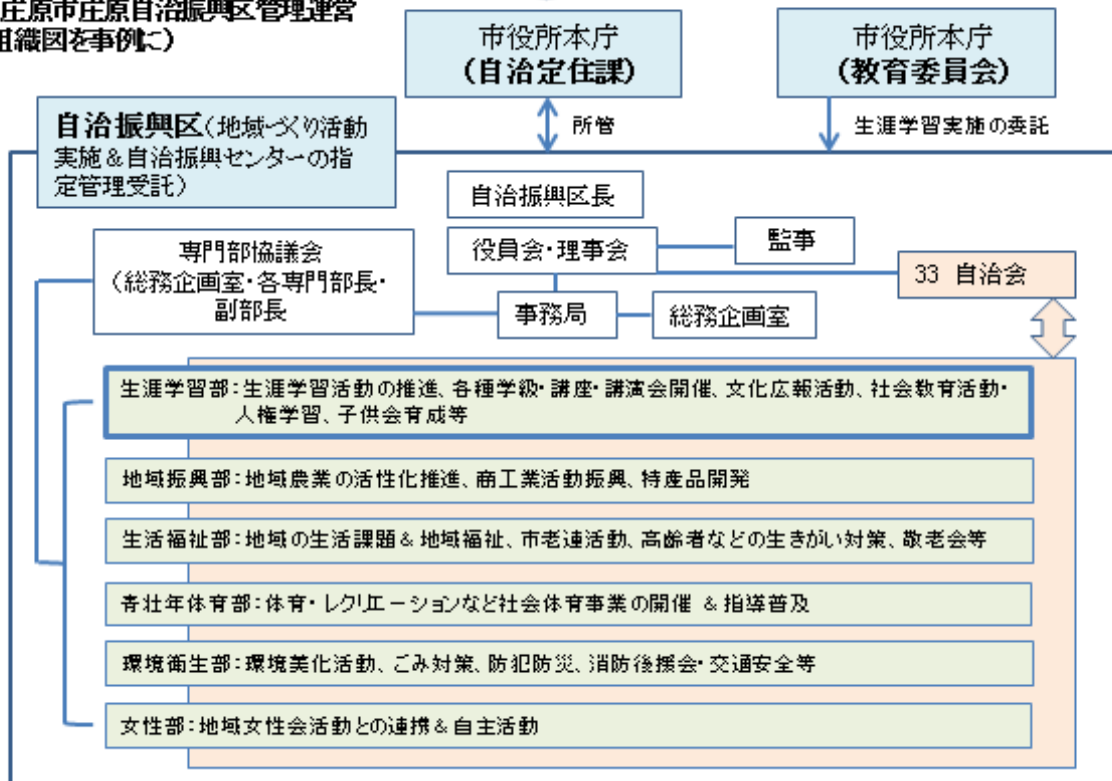 庄原市庄原自治振興区管理運営
組織図を事例に）
市役所本庁
（自治定住課）
市役所本庁
（教育委員会）
所管
生涯学習実施の委託
自治振興区（地域づくり活動
実施＆自治振興センターの指
定管理受託）
自治振興区長
役員会・理事会
監事
専門部協議会
（総務企画室・各専門部長・
副部長
33 自治会
事務局
総務企画室
生涯学習部：生涯学習活動の推進、各種学級・講座・講演会開催、文化広報活動、社会教育活動・
人権学習、子供会育成等
地域振興部：地域農業の活性化推進、商工業活動振興、特産品開発
生活福祉部：地域の生活課題＆地域福祉、市老連活動、高齢者などの生きがい対策、敬老会等
青壮年体育部：体育・レクリエーションなど社会体育事業の開催 ＆ 指導普及
環境衛生部：環境美化活動、ごみ対策、防犯防災、消防後援会・交通安全等
女性部：地域女性会活動との連携＆自主活動